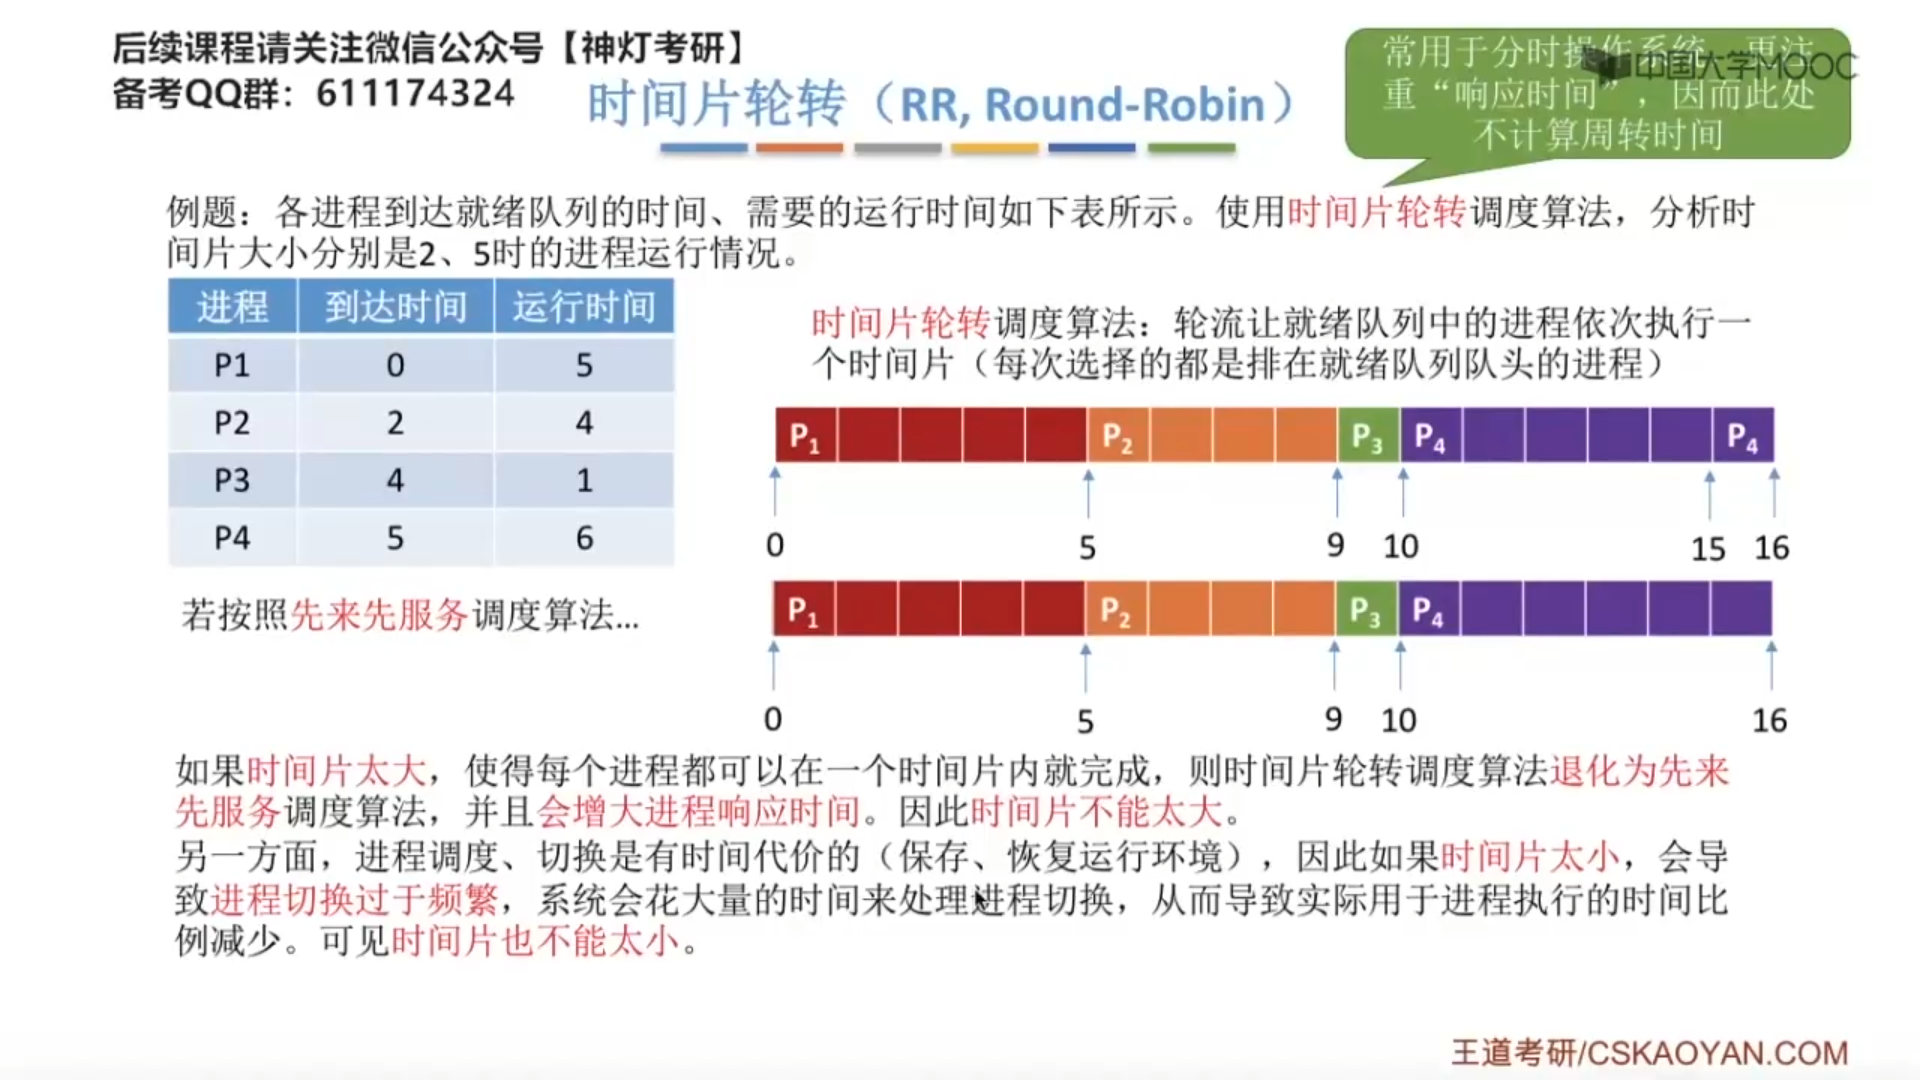 后续课程请关注微信公众号【神灯考研】
备考QQ群：611174324
时间片轮转（RR, Round-Robin）
常用于分时操作系统，更注
重“响应时间”，因而此处
不计算周转时间
中国大学MOOC
例题：各进程到达就绪队列的时间、需要的运行时间如下表所示。使用时间片轮转调度算法，分析时
间片大小分别是2、5时的进程运行情况。
进程 到达时间 运行时间
P1 0 5
P2 2 4
P3 4 1
P4 5 6
时间片轮转调度算法：轮流让就绪队列中的进程依次执行一
个时间片（每次选择的都是排在就绪队列队头的进程）
P1 P2 P3 P4 P4
0 5 9 10 15 16
若按照先来先服务调度算法...
P1 P2 P3 P4
0 5 9 10 16
如果时间片太大，使得每个进程都可以在一个时间片内就完成，则时间片轮转调度算法退化为先来
先服务调度算法，并且会增大进程响应时间。因此时间片不能太大。
另一方面，进程调度、切换是有时间代价的（保存、恢复运行环境），因此如果时间片太小，会导
致进程切换过于频繁，系统会花大量的时间来处理进程切换，从而导致实际用于进程执行的时间比
例减少。可见时间片也不能太小。
王道考研/CSKAOYAN.COM